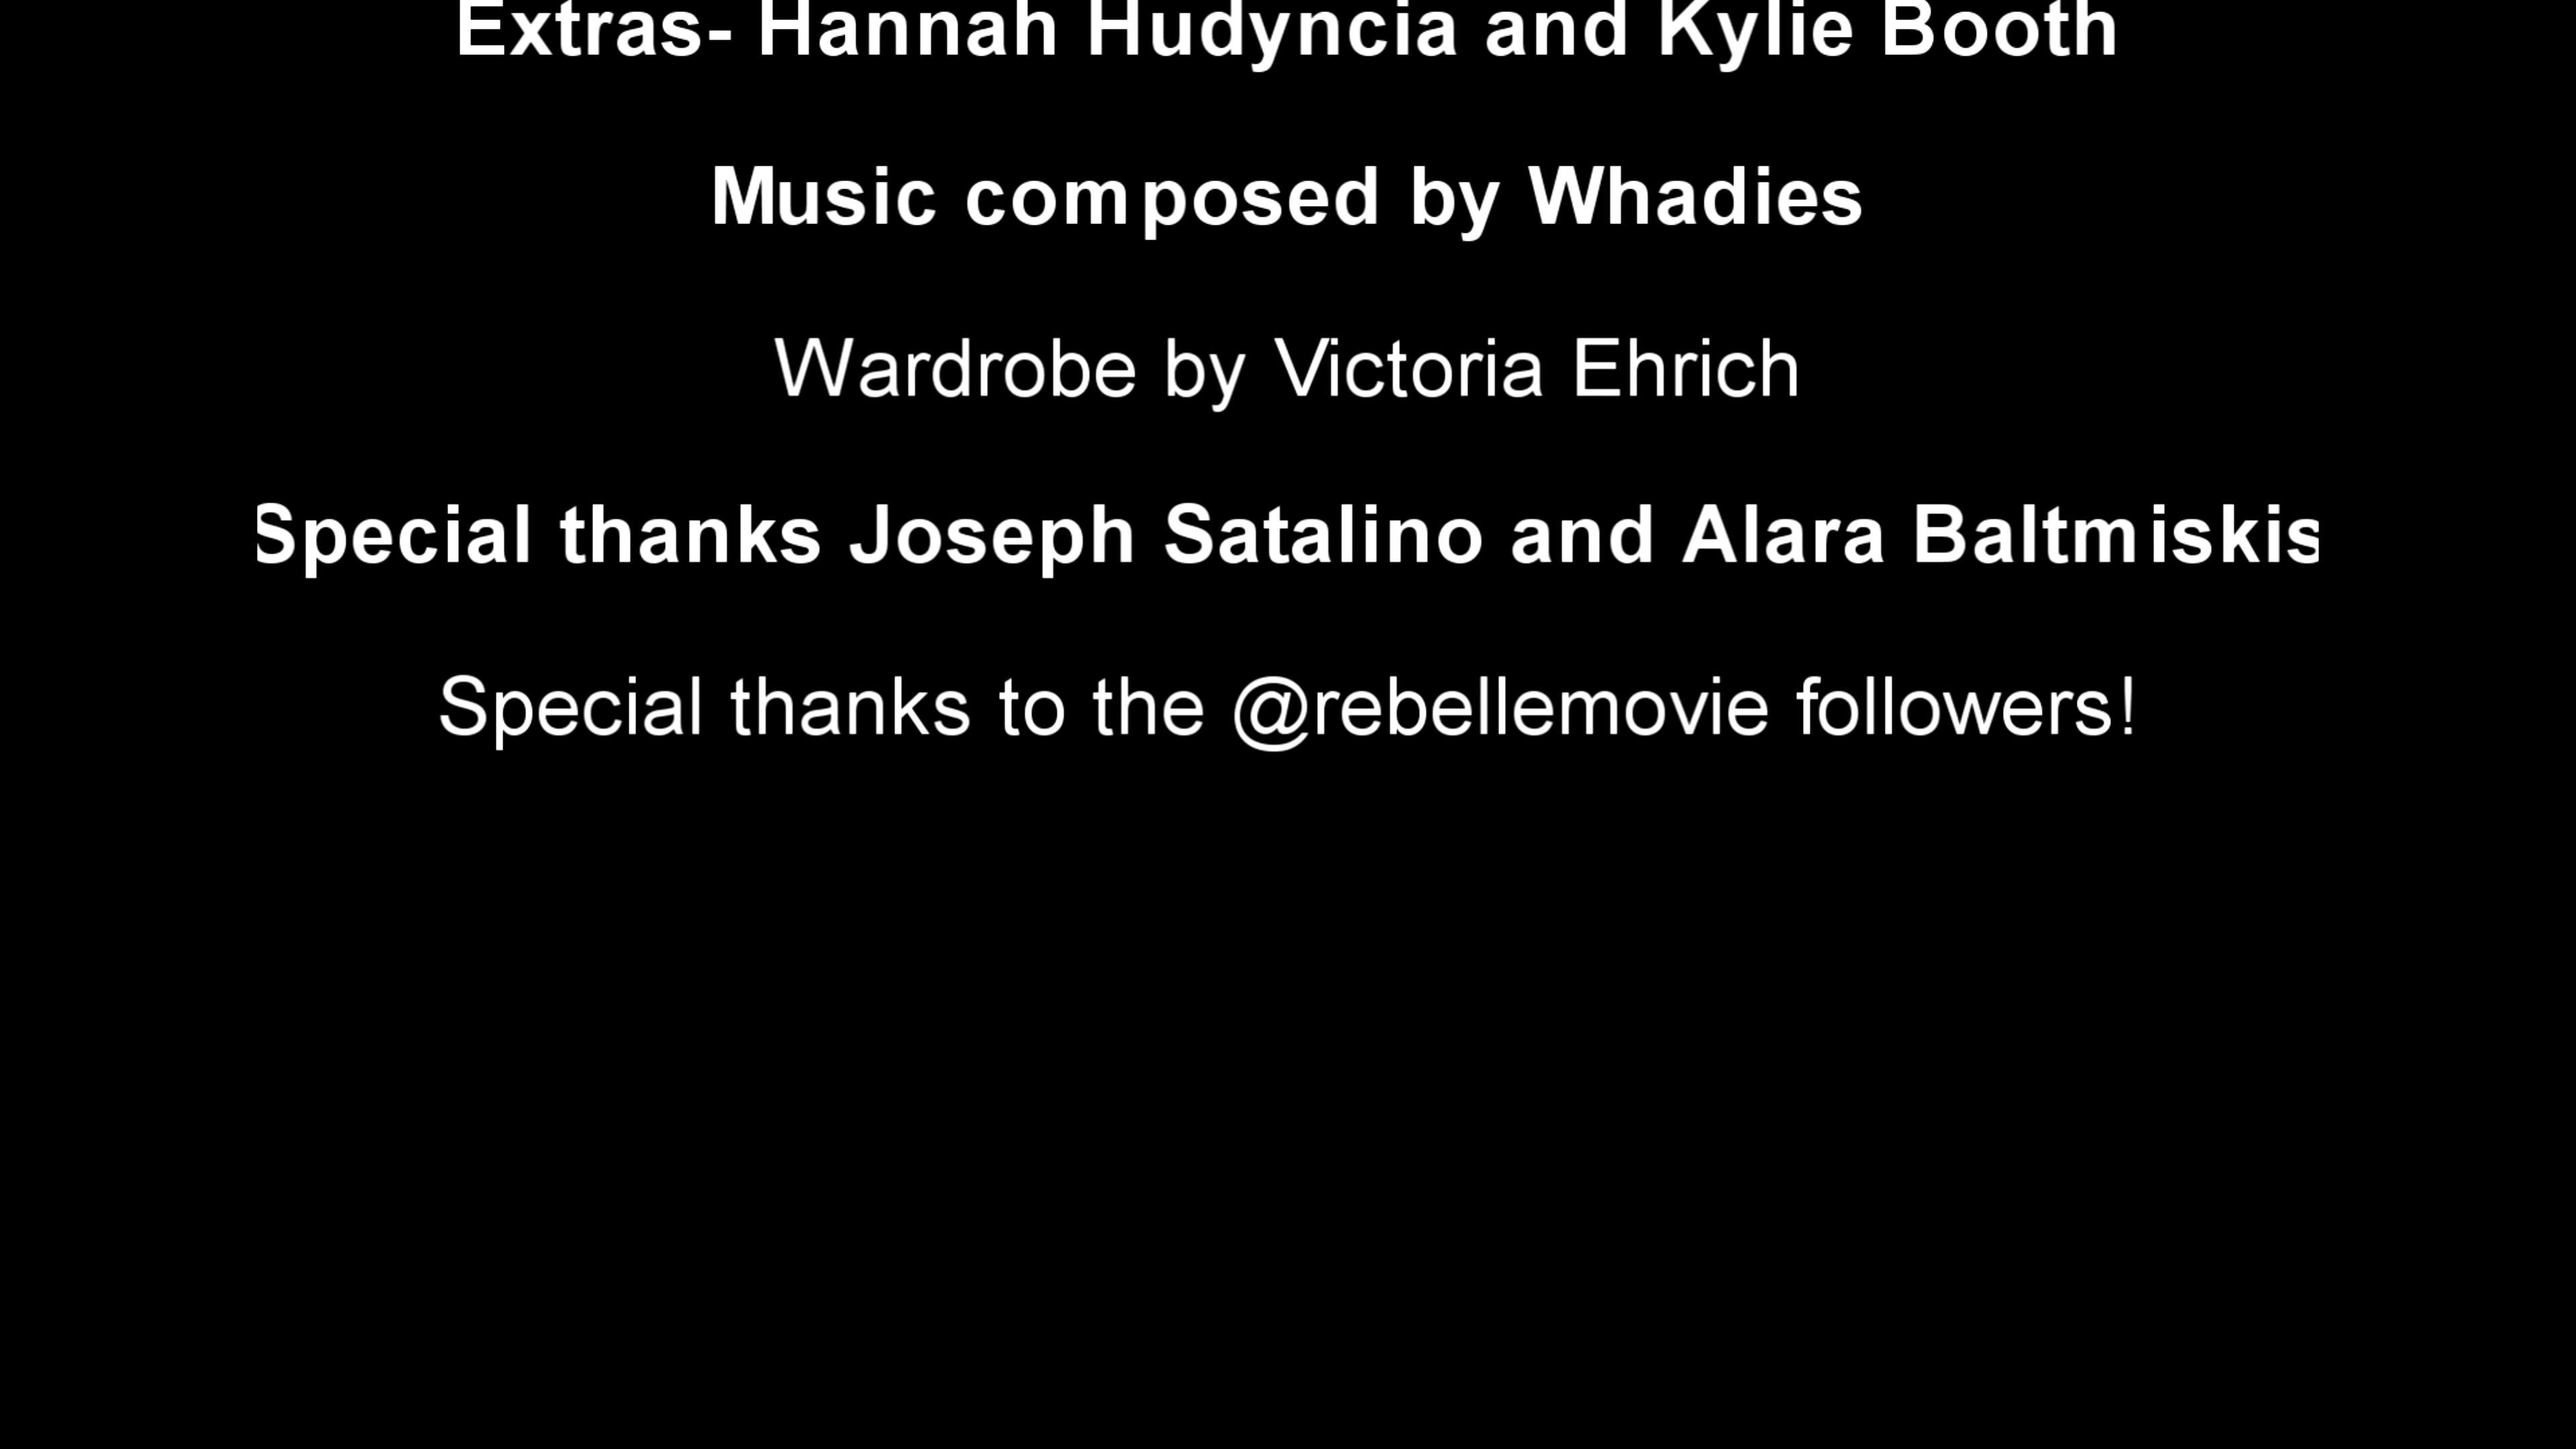 Extras- Hannah Hudyncia and Kylie Booth
Music composed by Whadies
Wardrobe by Victoria Ehrich
Special thanks Joseph Satalino and Alara Baltmiskis
Special thanks to the @rebellemovie followers!